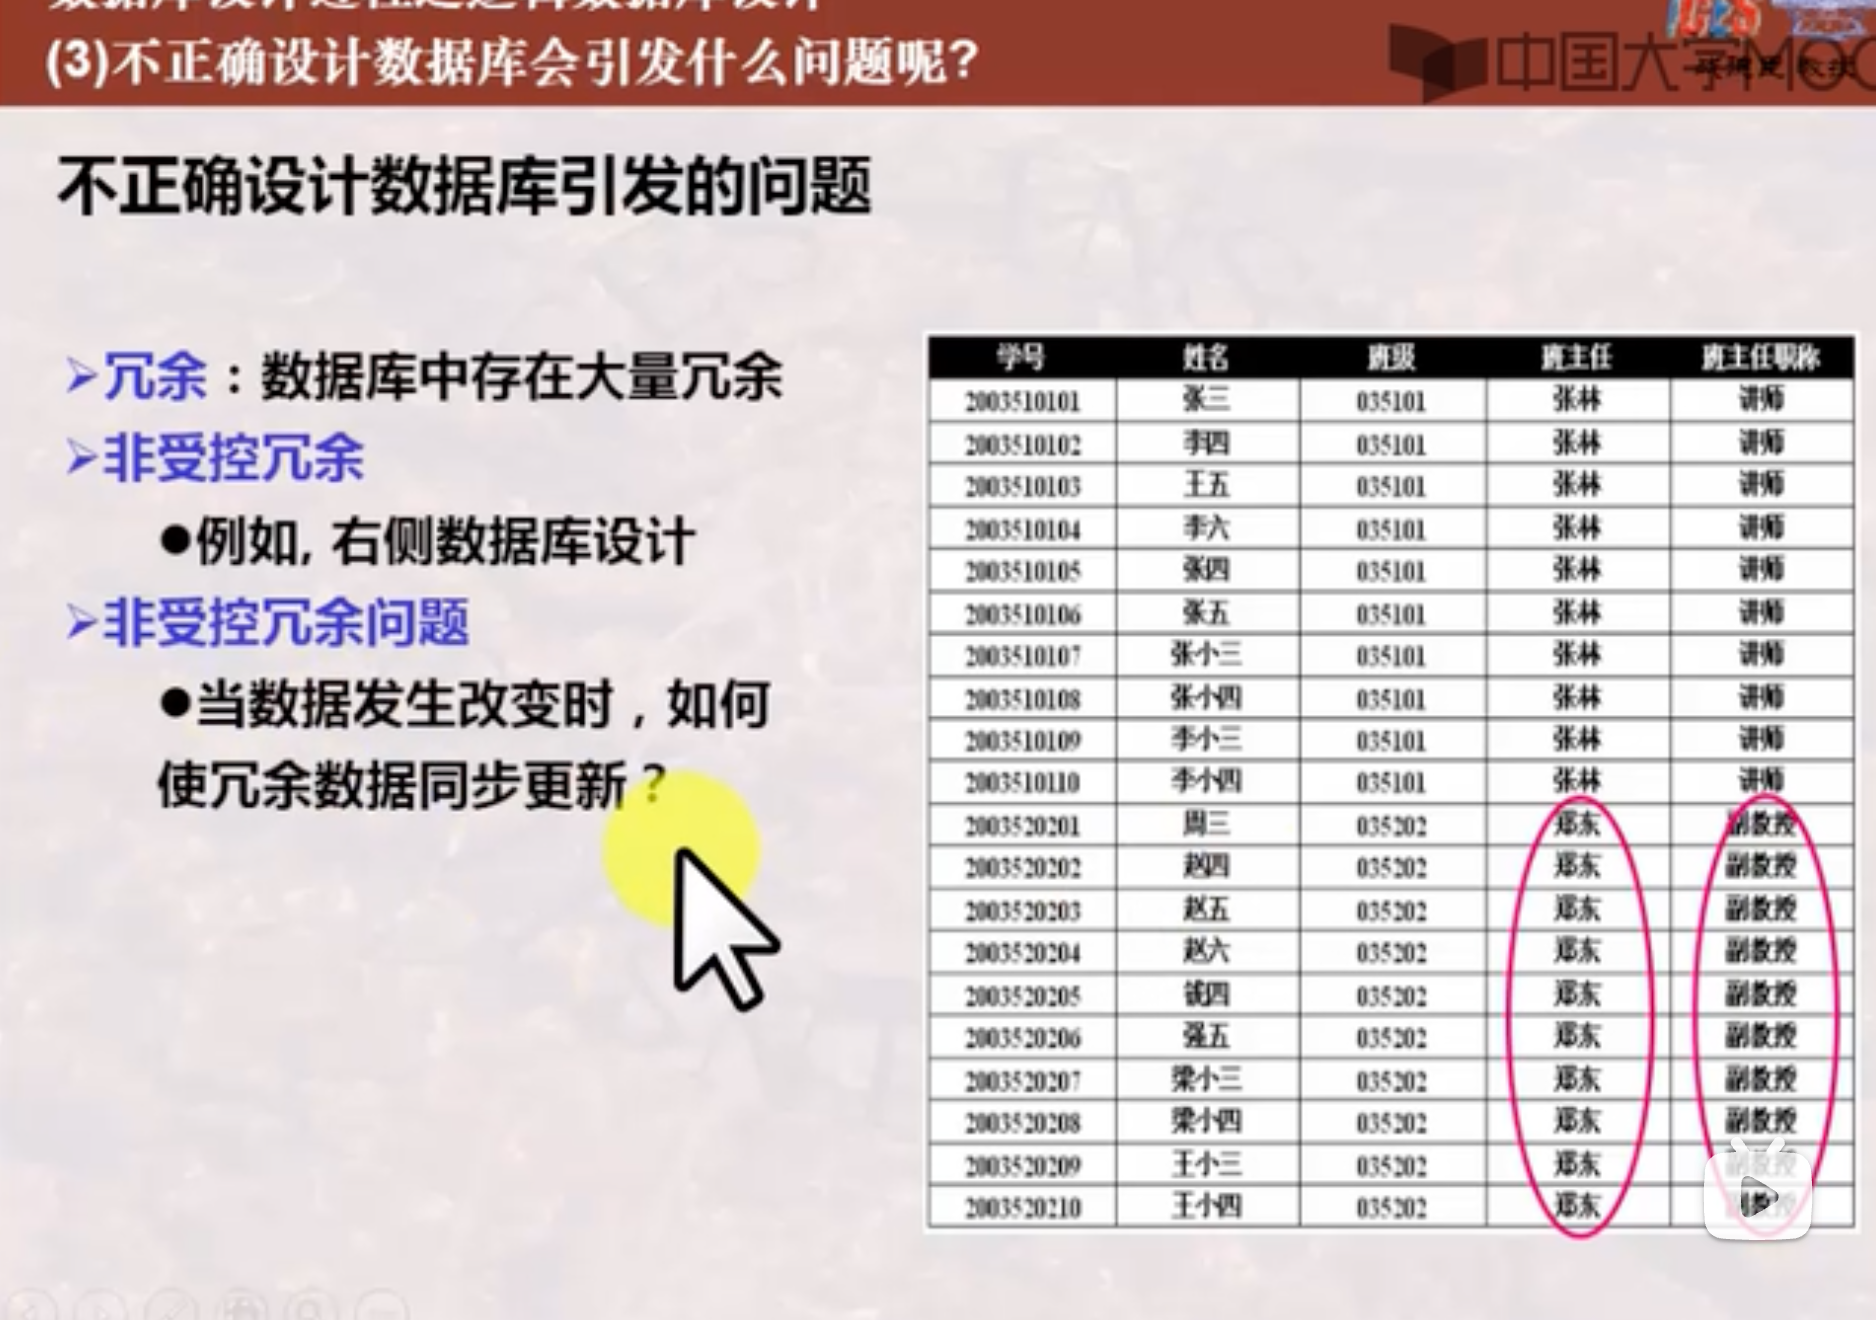 (3)不正确设计数据库会引发什么问题呢?
中国大学MOO
不正确设计数据库引发的问题
➢冗余：数据库中存在大量冗余
➢非受控冗余
●例如, 右侧数据库设计
➢非受控冗余问题
●当数据发生改变时，如何
使冗余数据同步更新？
学号 姓名 班级 班主任 班主任职称
2003510101 张三 035101 张林 讲师
2003510102 李四 035101 张林 讲师
2003510103 王五 035101 张林 讲师
2003510104 李六 035101 张林 讲师
2003510105 张四 035101 张林 讲师
2003510106 张五 035101 张林 讲师
2003510107 张小三 035101 张林 讲师
2003510108 张小四 035101 张林 讲师
2003510109 李小三 035101 张林 讲师
2003510110 李小四 035101 张林 讲师
2003520201 周三 035202 郑东 副教授
2003520202 赵四 035202 郑东 副教授
2003520203 赵五 035202 郑东 副教授
2003520204 赵六 035202 郑东 副教授
2003520205 钱四 035202 郑东 副教授
2003520206 强五 035202 郑东 副教授
2003520207 梁小三 035202 郑东 副教授
2003520208 梁小四 035202 郑东 副教授
2003520209 王小三 035202 郑东 副教授
2003520210 王小四 035202 郑东 副教授